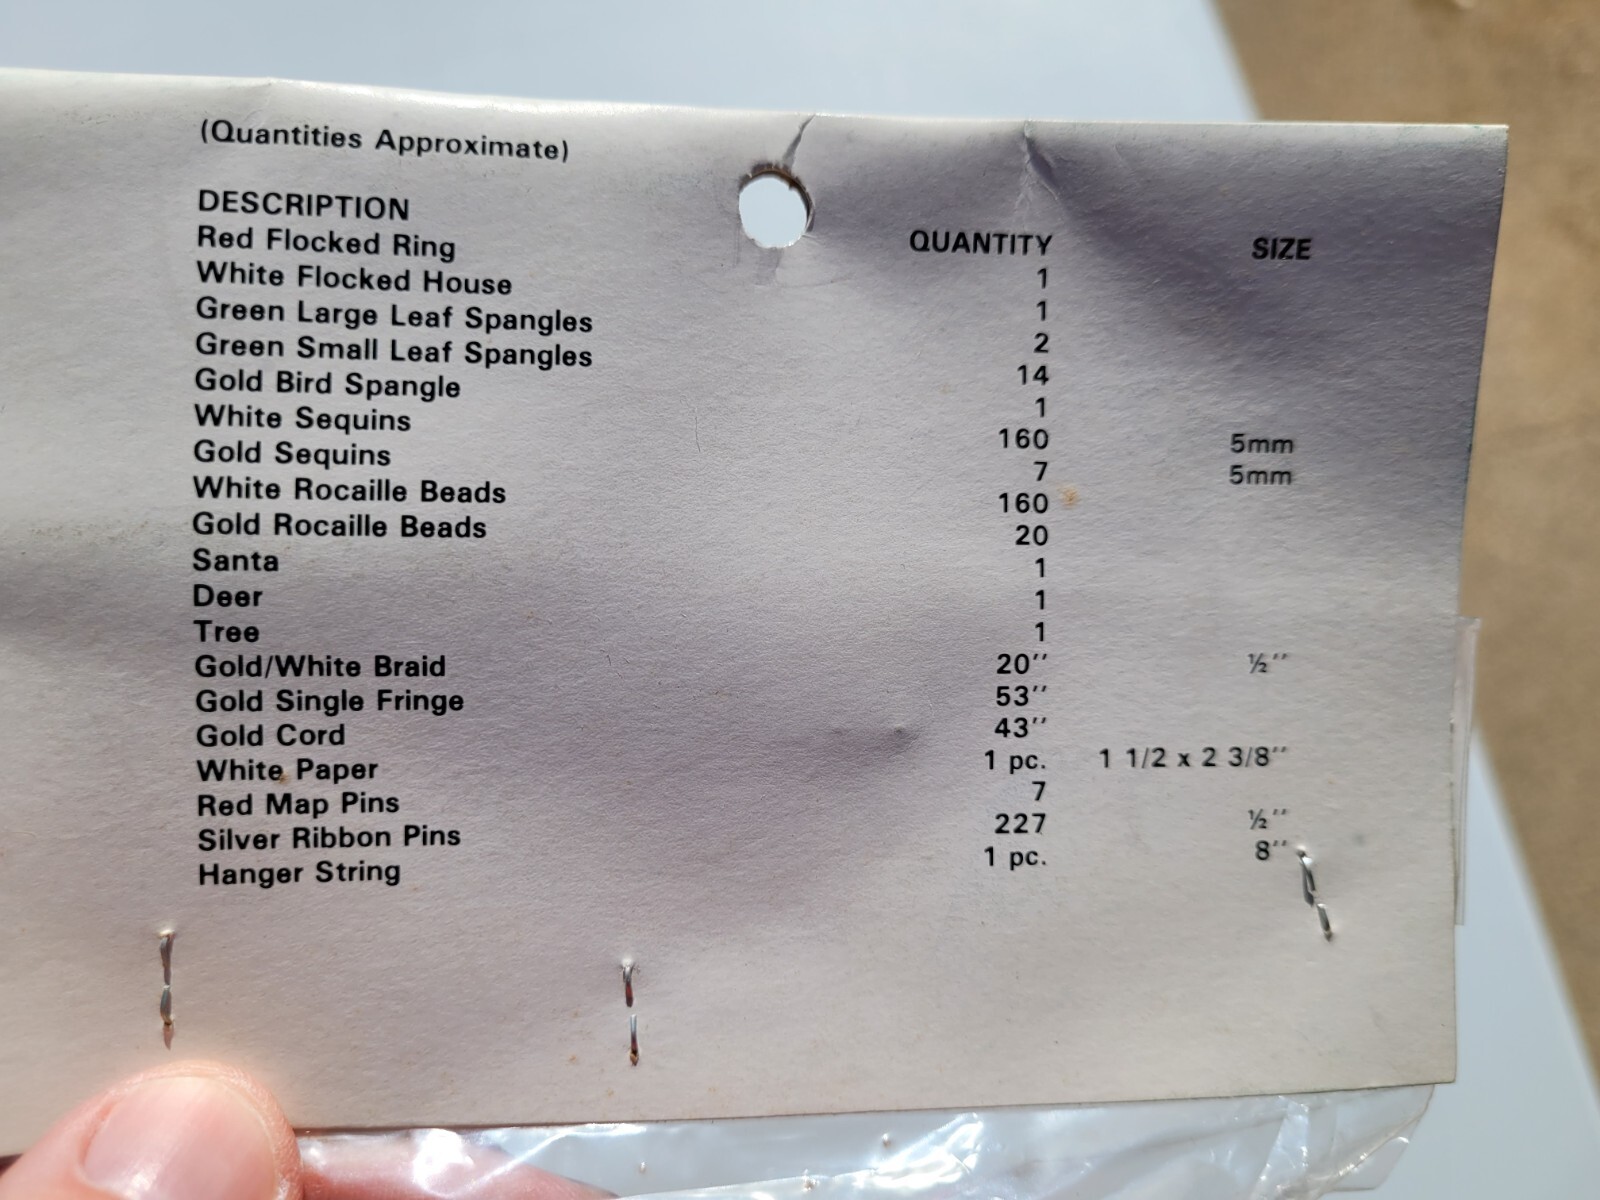 (Quantities Approximate)
DESCRIPTION QUANTITY SIZE
Red Flocked Ring 1
White Flocked House 1
Green Large Leaf Spangles 2
Green Small Leaf Spangles 14
Gold Bird Spangle 1
White Sequins 160 5mm
Gold Sequins 7 5mm
White Rocaille Beads 160
Gold Rocaille Beads 20
Santa 1
Deer 1
Tree 1
Gold/White Braid 20'' ½''
Gold Single Fringe 53''
Gold Cord 43''
White Paper 1 pc. 1 1/2 x 2 3/8''
Red Map Pins 7
Silver Ribbon Pins 227 ½''
Hanger String 1 pc. 8''